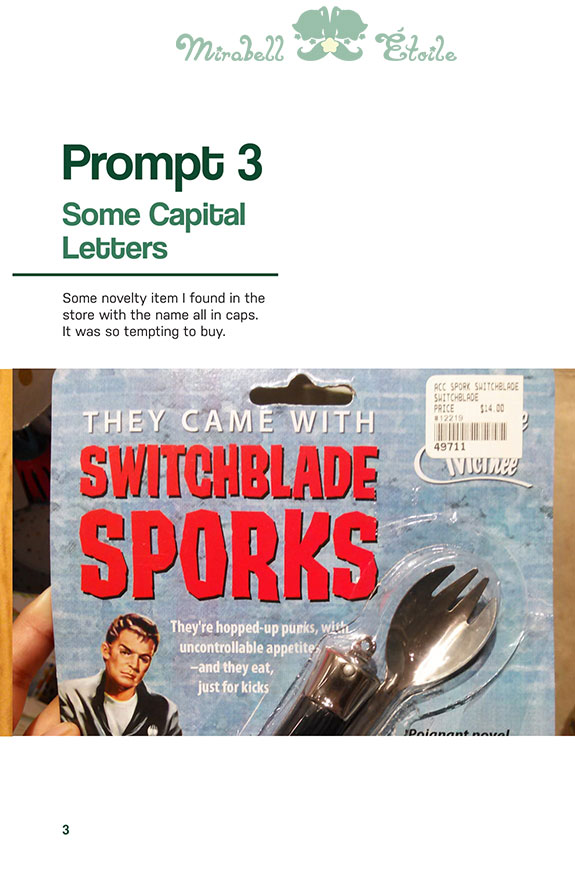 Mirabell Étoile
Prompt 3
Some Capital
Letters
Some novelty item I found in the
store with the name all in caps.
It was so tempting to buy.
ACC SPORK SWITCHBLADE
SWITCHBLADE
PRICE $14.00
#12219
49711
THEY CAME WITH
SWITCHBLADE
SPORKS
They're hopped-up punks, with
uncontrollable appetites
–and they eat,
just for kicks
"Poignant novel
3